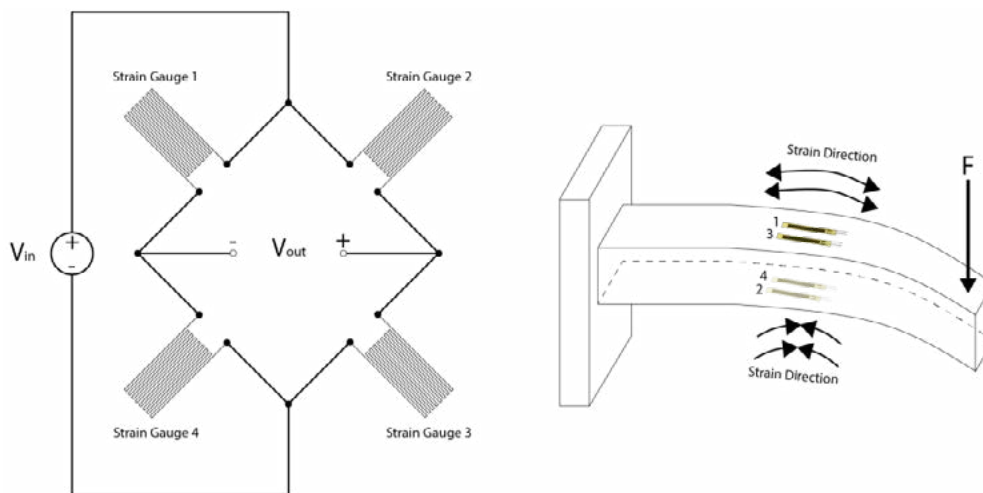 Strain Gauge 1
Strain Gauge 2
Vin
+
-
-
Vout
+
Strain Gauge 4
Strain Gauge 3
Strain Direction
F
1
3
4
2
Strain Direction